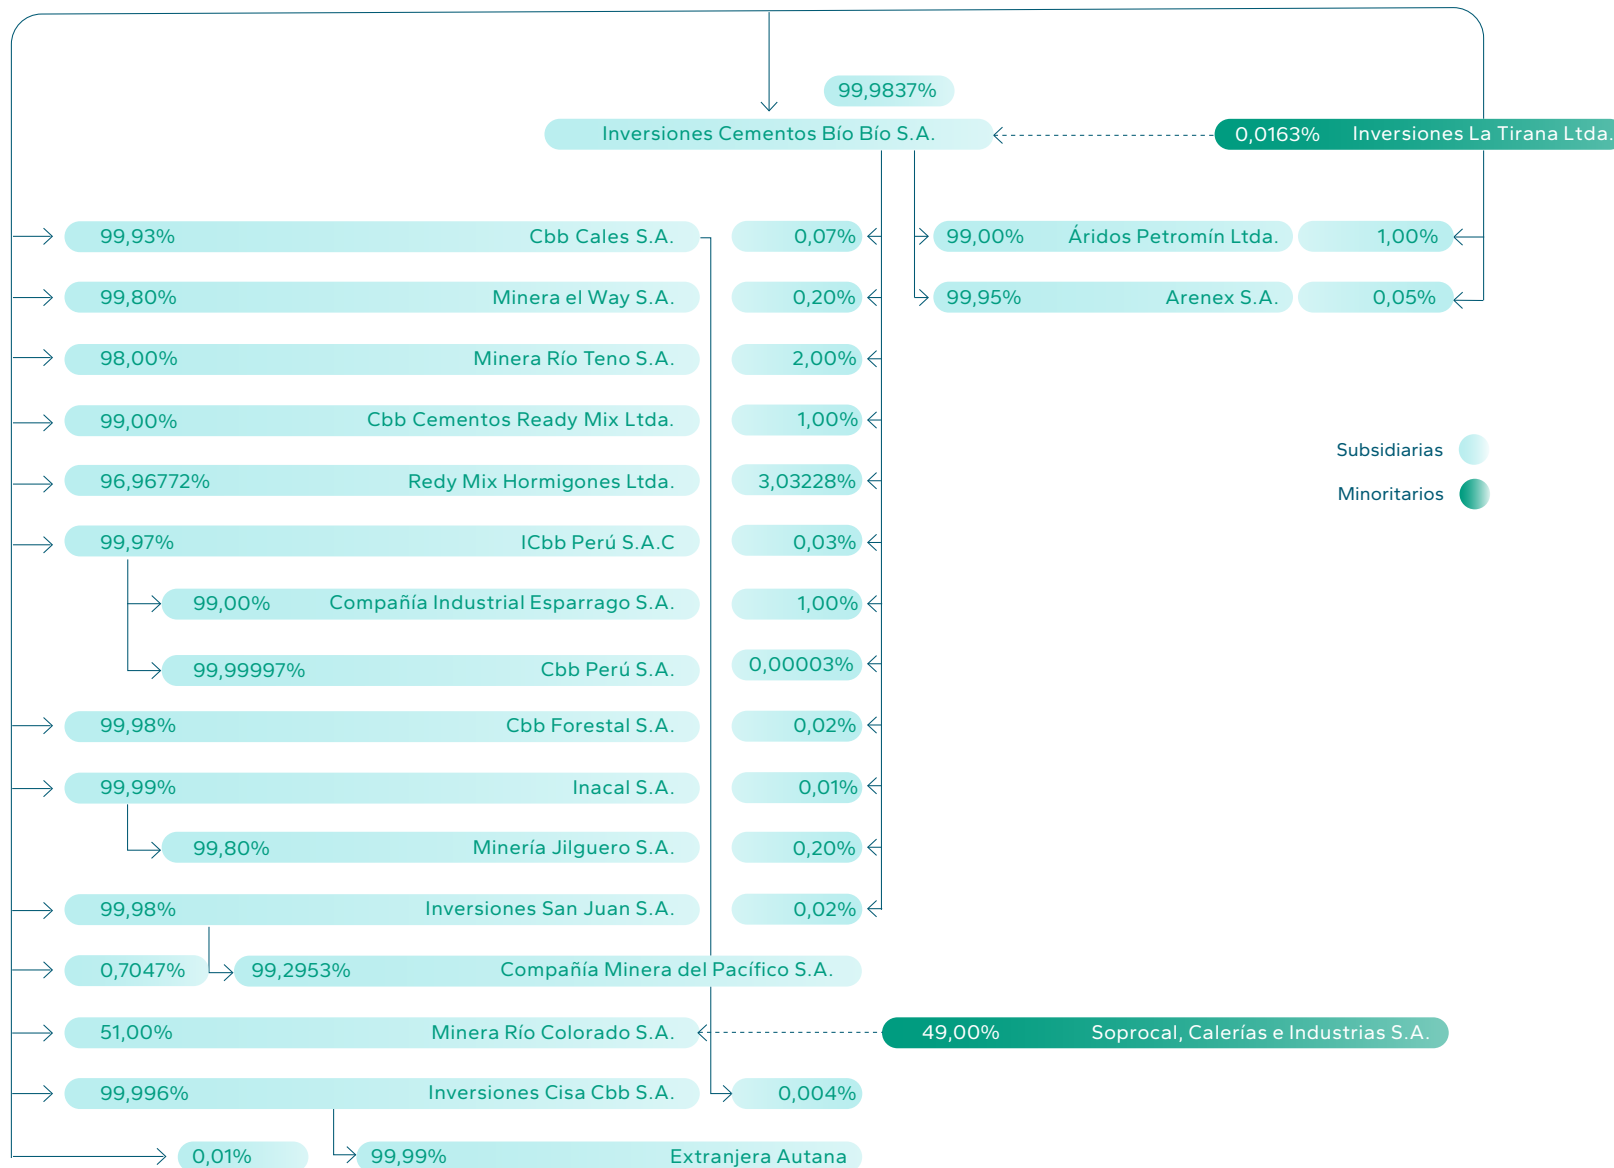 99,9837%
Inversiones Cementos Bío Bío S.A.
0,0163% Inversiones La Tirana Ltda.
99,93% Cbb Cales S.A. 0,07% 99,00% Áridos Petromín Ltda. 1,00%
99,80% Minera el Way S.A. 0,20% 99,95% Arenex S.A. 0,05%
98,00% Minera Río Teno S.A. 2,00%
99,00% Cbb Cementos Ready Mix Ltda. 1,00%
Subsidiarias
96,96772% Redy Mix Hormigones Ltda. 3,03228%
Minoritarios
99,97% ICbb Perú S.A.C 0,03%
99,00% Compañía Industrial Esparrago S.A. 1,00%
99,99997% Cbb Perú S.A. 0,00003%
99,98% Cbb Forestal S.A. 0,02%
99,99% Inacal S.A. 0,01%
99,80% Minería Jilguero S.A. 0,20%
99,98% Inversiones San Juan S.A. 0,02%
0,7047% 99,2953% Compañía Minera del Pacífico S.A.
51,00% Minera Río Colorado S.A. 49,00% Soprocal, Calerías e Industrias S.A.
99,996% Inversiones Cisa Cbb S.A. 0,004%
0,01% 99,99% Extranjera Autana